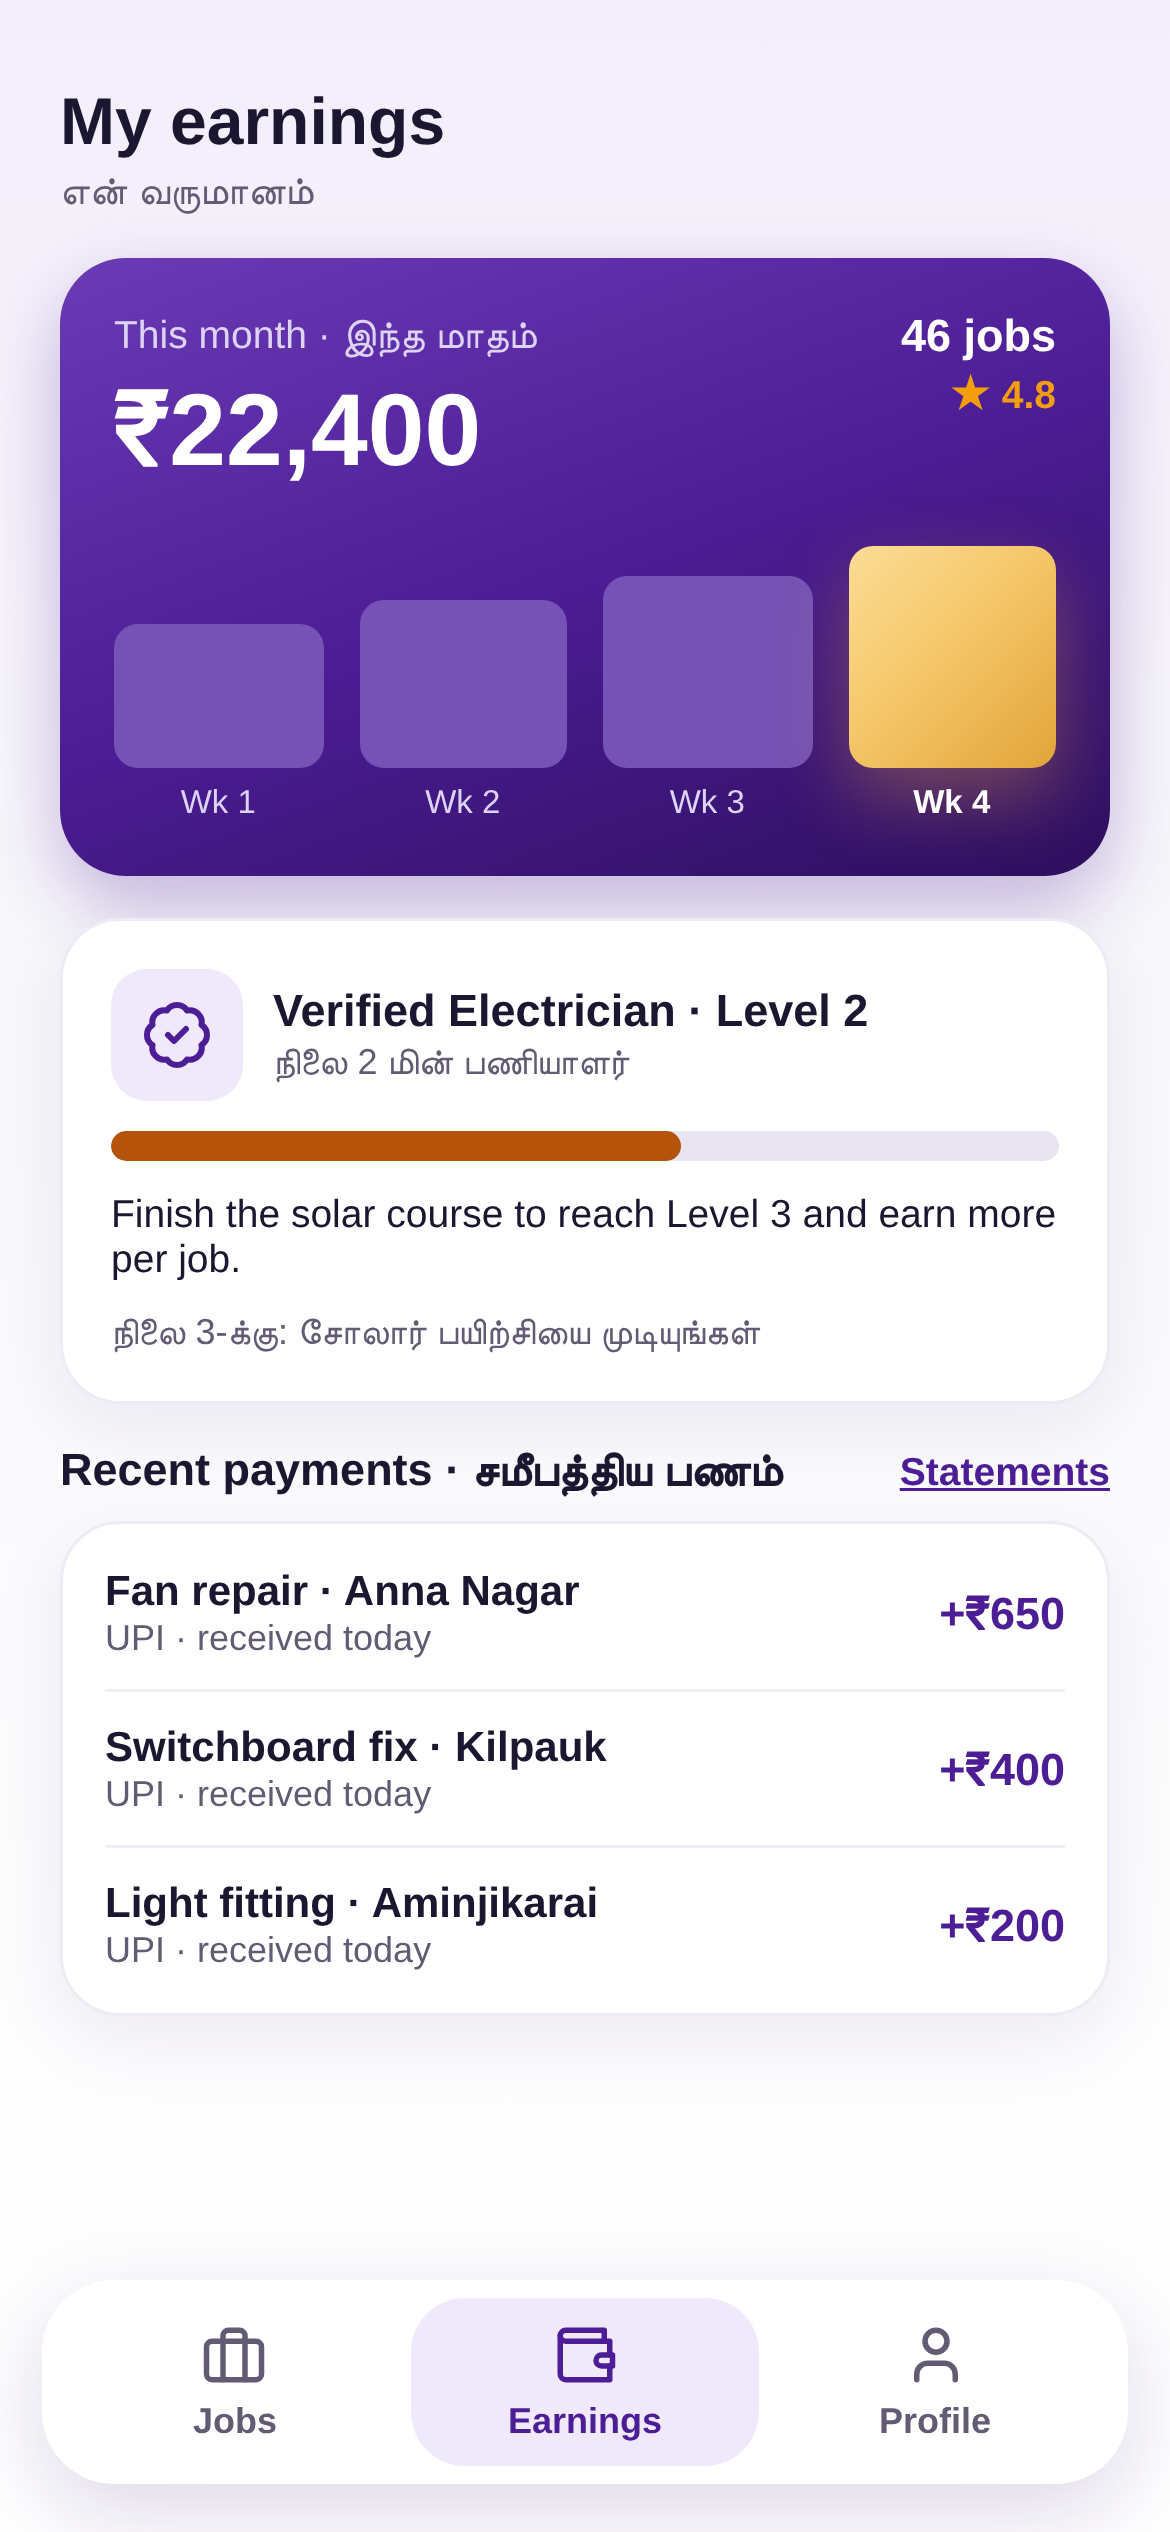 My earnings
என் வருமானம்
This month · இந்த மாதம்
46 jobs
₹22,400
★ 4.8
Wk 1
Wk 2
Wk 3
Wk 4
Verified Electrician · Level 2
நிலை 2 மின் பணியாளர்
Finish the solar course to reach Level 3 and earn more
per job.
நிலை 3-க்கு: சோலார் பயிற்சியை முடியுங்கள்
Recent payments · சமீபத்திய பணம்
Statements
Fan repair · Anna Nagar
UPI · received today
+₹650
Switchboard fix · Kilpauk
UPI · received today
+₹400
Light fitting · Aminjikarai
UPI · received today
+₹200
Jobs
Earnings
Profile